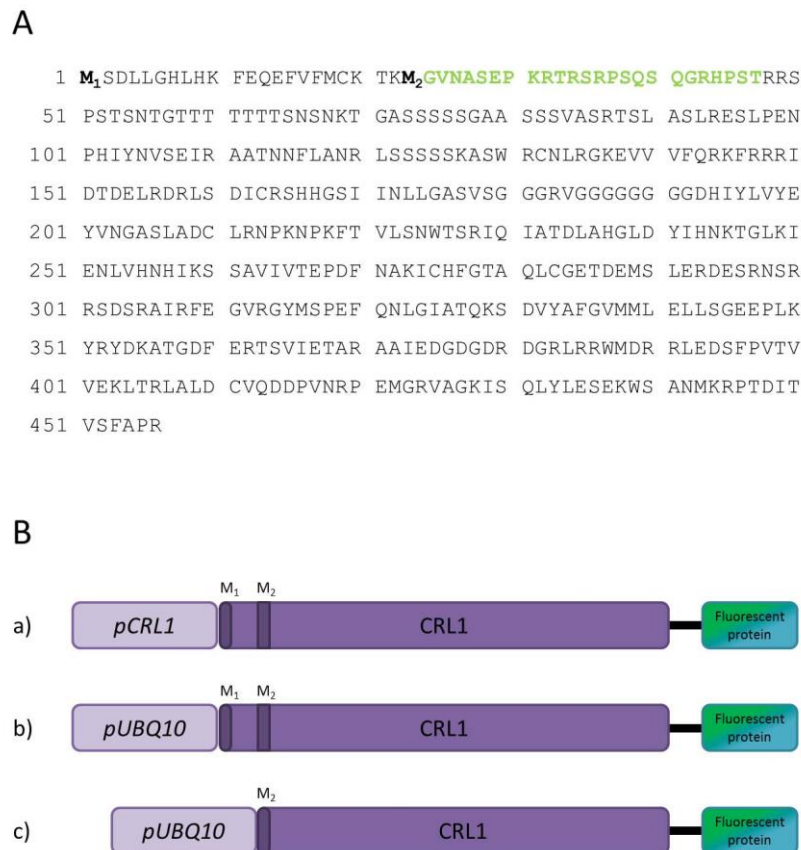 A
1 M₁SDLLGHLHK FEQEFVFMCK TKM₂GVNASEP KRTRSRPSQS QGRHPSTRRS
51 PSTSNTGTTT TTTTSNSNKT GASSSSSGAA SSSVASRTSL ASLRESLPEN
101 PHIYNVSEIR AATNNFLANR LSSSSSKASW RCNLRGKEVV VFQRKFRRRI
151 DTDELRDRLS DICRSHHGSI INLLGASVSG GGRVGGGGGG GGDHIYLVYE
201 YVNGASLADC LRNPKNPKFT VLSNWTSRIQ IATDLAHGLD YIHNKTGLKI
251 ENLVHNHIKS SAVIVTEPDF NAKICHFGTA QLCGETDEMS SLERDESRNSR
301 RSDSRAIRFE GVRGYMSPEF QNLGIATQKS DVYAFGVMML ELLSGEEPLK
351 YRYDKATGDF ERTSVIETAR AAIEDGDGDR DGRLRRWMDR RLEDSFPVTV
401 VEKLTRLALD CVQDDPVNRP EMGRVAGKIS QLYLESEKWS ANMKRPTDIT
451 VSFAPR
B
M₁ M₂
a) pCRL1 CRL1 Fluorescent
protein
M₁ M₂
b) pUBQ10 CRL1 Fluorescent
protein
M₂
c) pUBQ10 CRL1 Fluorescent
protein